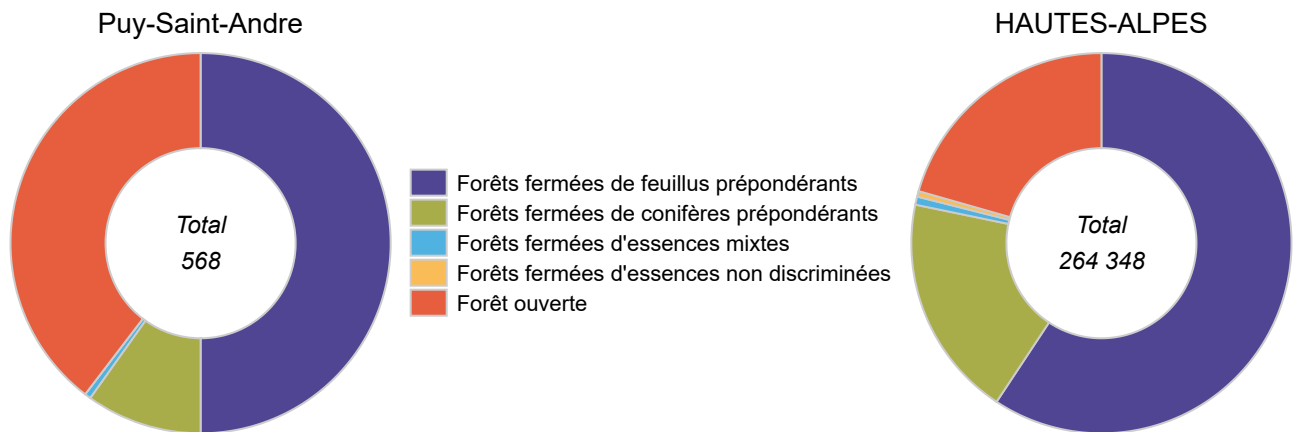 Puy-Saint-Andre
Total
568
Forêts fermées de feuillus prépondérants
Forêts fermées de conifères prépondérants
Forêts fermées d'essences mixtes
Forêts fermées d'essences non discriminées
Forêt ouverte
HAUTES-ALPES
Total
264 348